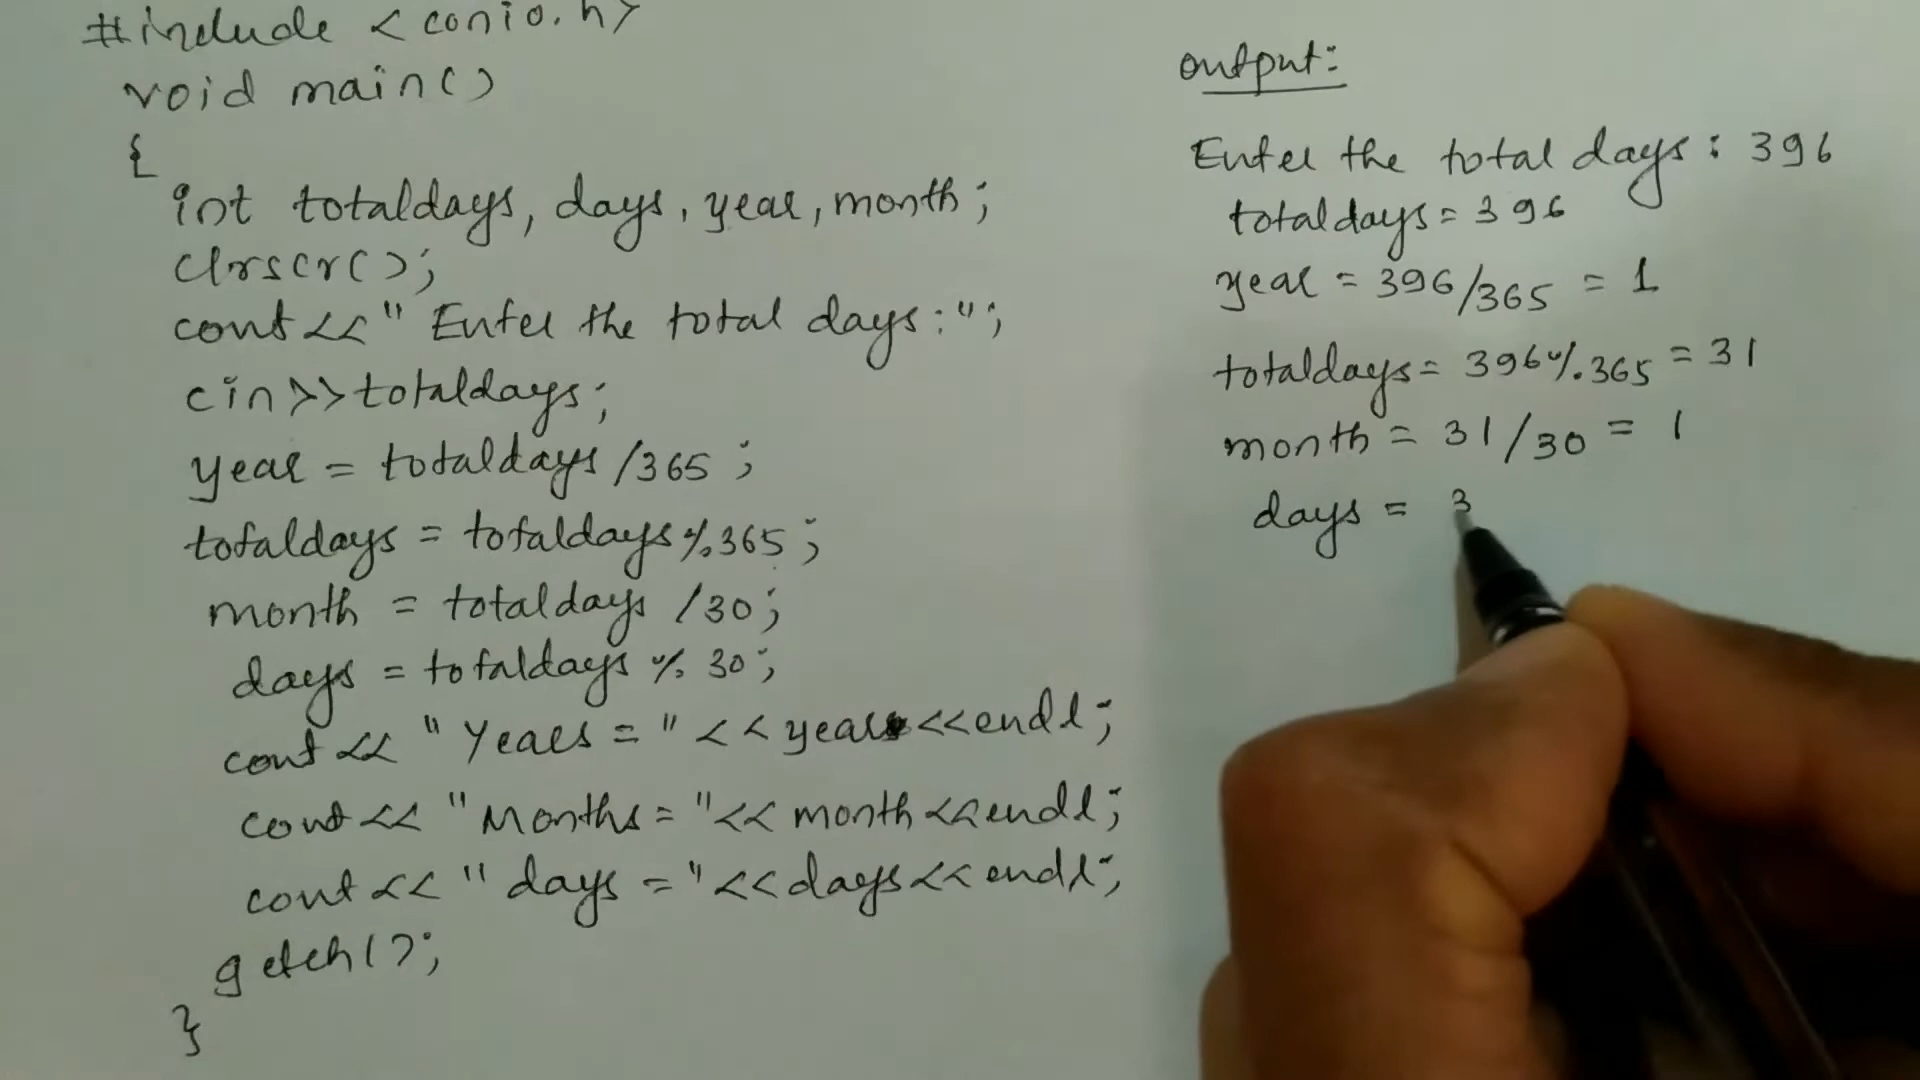 #include <conio.h>
void main()
{
int totaldays, days, year, month;
clrscr();
cout<<" Enter the total days:";
cin>>totaldays;
year = totaldays/365;
totaldays = totaldays%365;
month = totaldays /30;
days = totaldays % 30;
cout<< "Years = "<<year<<endl;
cout<< "Months = "<< month<<endl;
cout<< "days = "<<days<<endl;
getch();
}
output:
Enter the total days: 396
totaldays = 396
year = 396/365 = 1
totaldays = 396%365 = 31
month = 31/30 = 1
days = 3